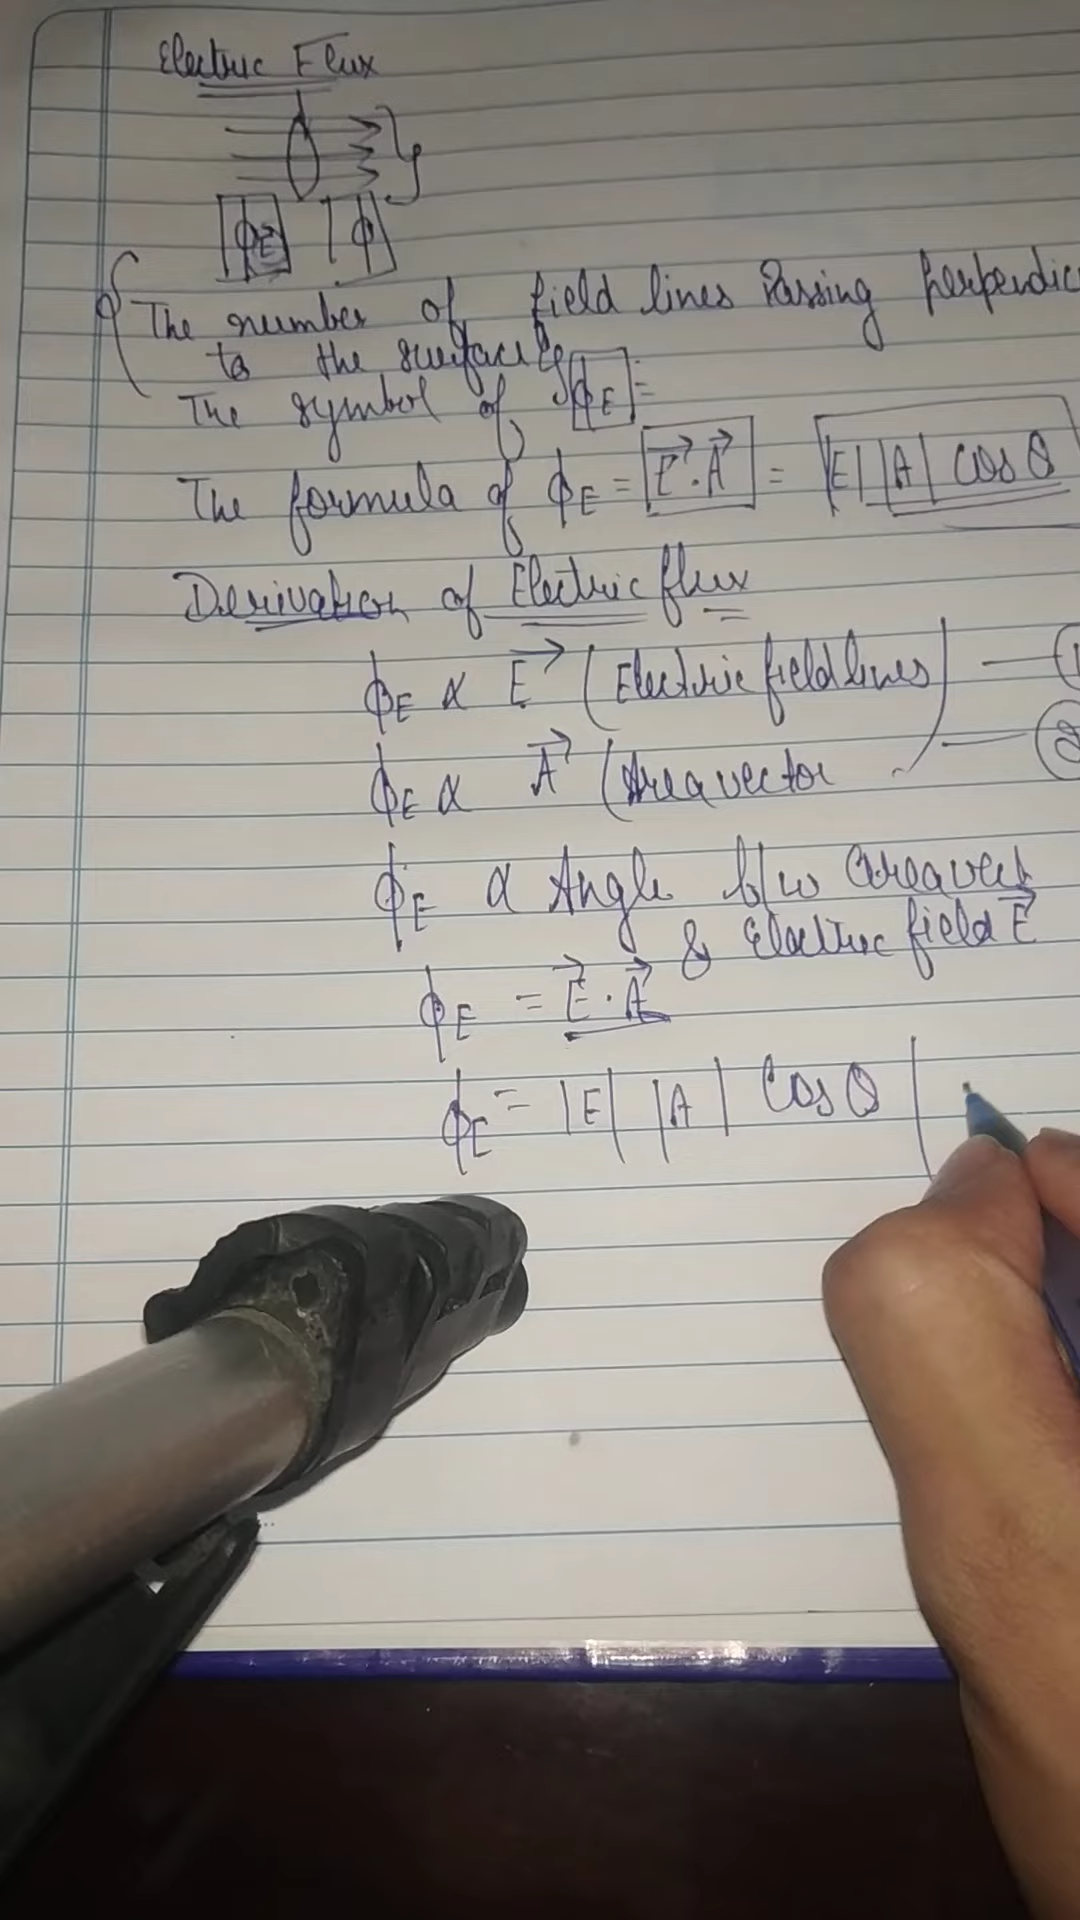 Electric Flux
ϕE ϕ
The number of field lines Passing perpendic
to the surface
The symbol of ϕE =
The formula of ϕE = E⃗.A⃗ = |E||A| cos θ
Derivation of Electric flux
ϕE ∝ E⃗ (Electric field lines) — (1
ϕE ∝ A⃗ (Area vector ) — (2
ϕE ∝ Angle b/w areavect
& Electric field E⃗
ϕE = E⃗.A⃗
ϕE = |E| |A| Cos θ |